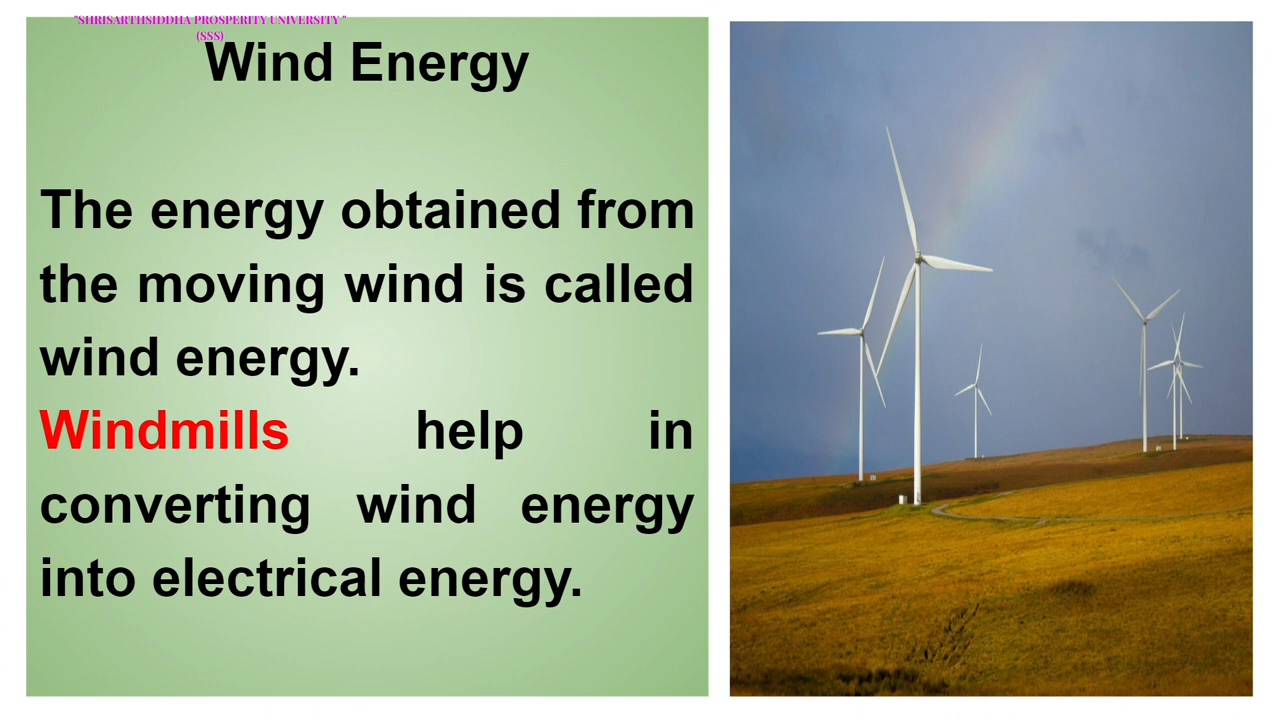 "SHRISARTHSIDDHA PROSPERITY UNIVERSITY "
(SSS)
Wind Energy
The energy obtained from
the moving wind is called
wind energy.
Windmills help in
converting wind energy
into electrical energy.